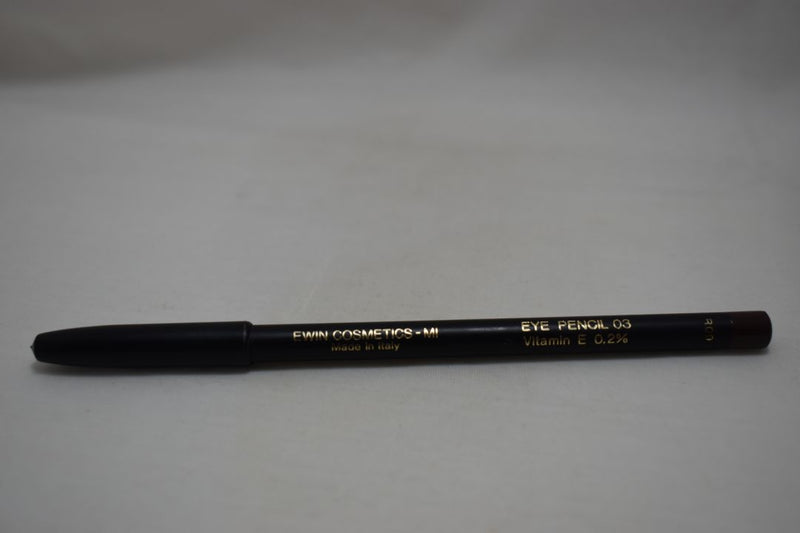 EWIN COSMETICS - MI
Made in Italy
EYE PENCIL 03
Vitamin E 0.2%